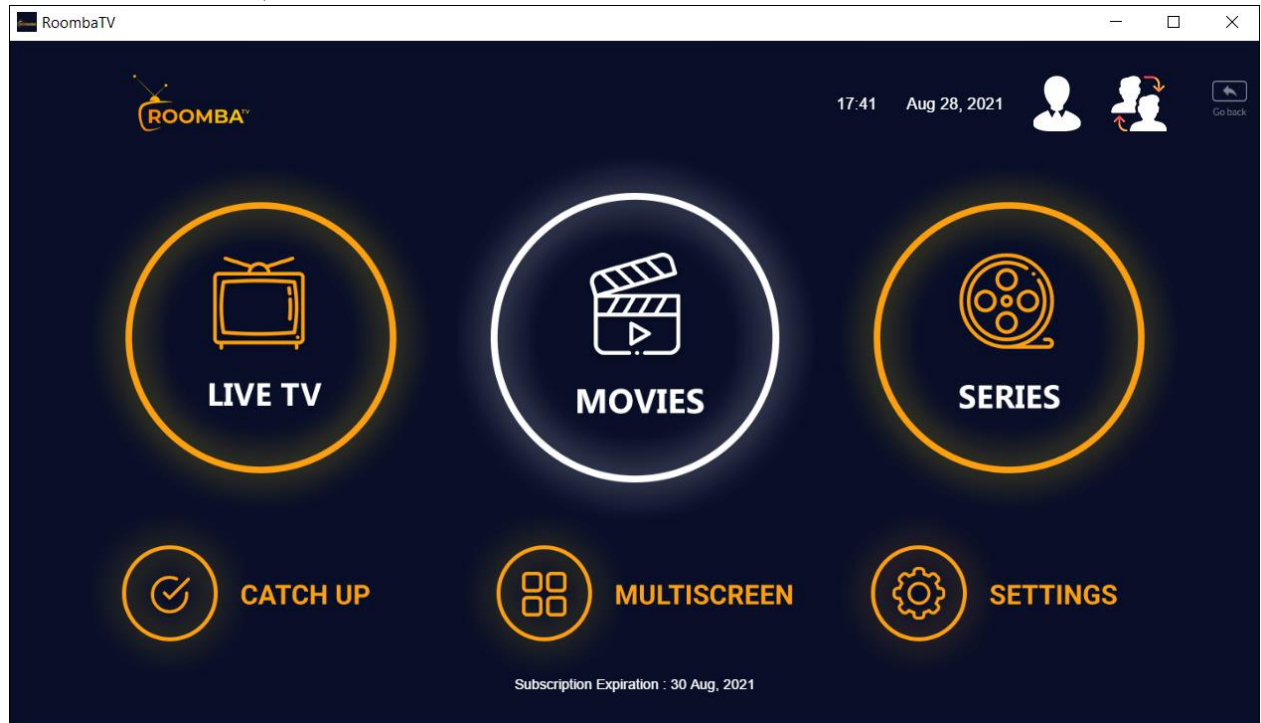 RoombaTV
ROOMBA TV
17:41 Aug 28, 2021
Go back
LIVE TV
MOVIES
SERIES
CATCH UP
MULTISCREEN
SETTINGS
Subscription Expiration : 30 Aug, 2021